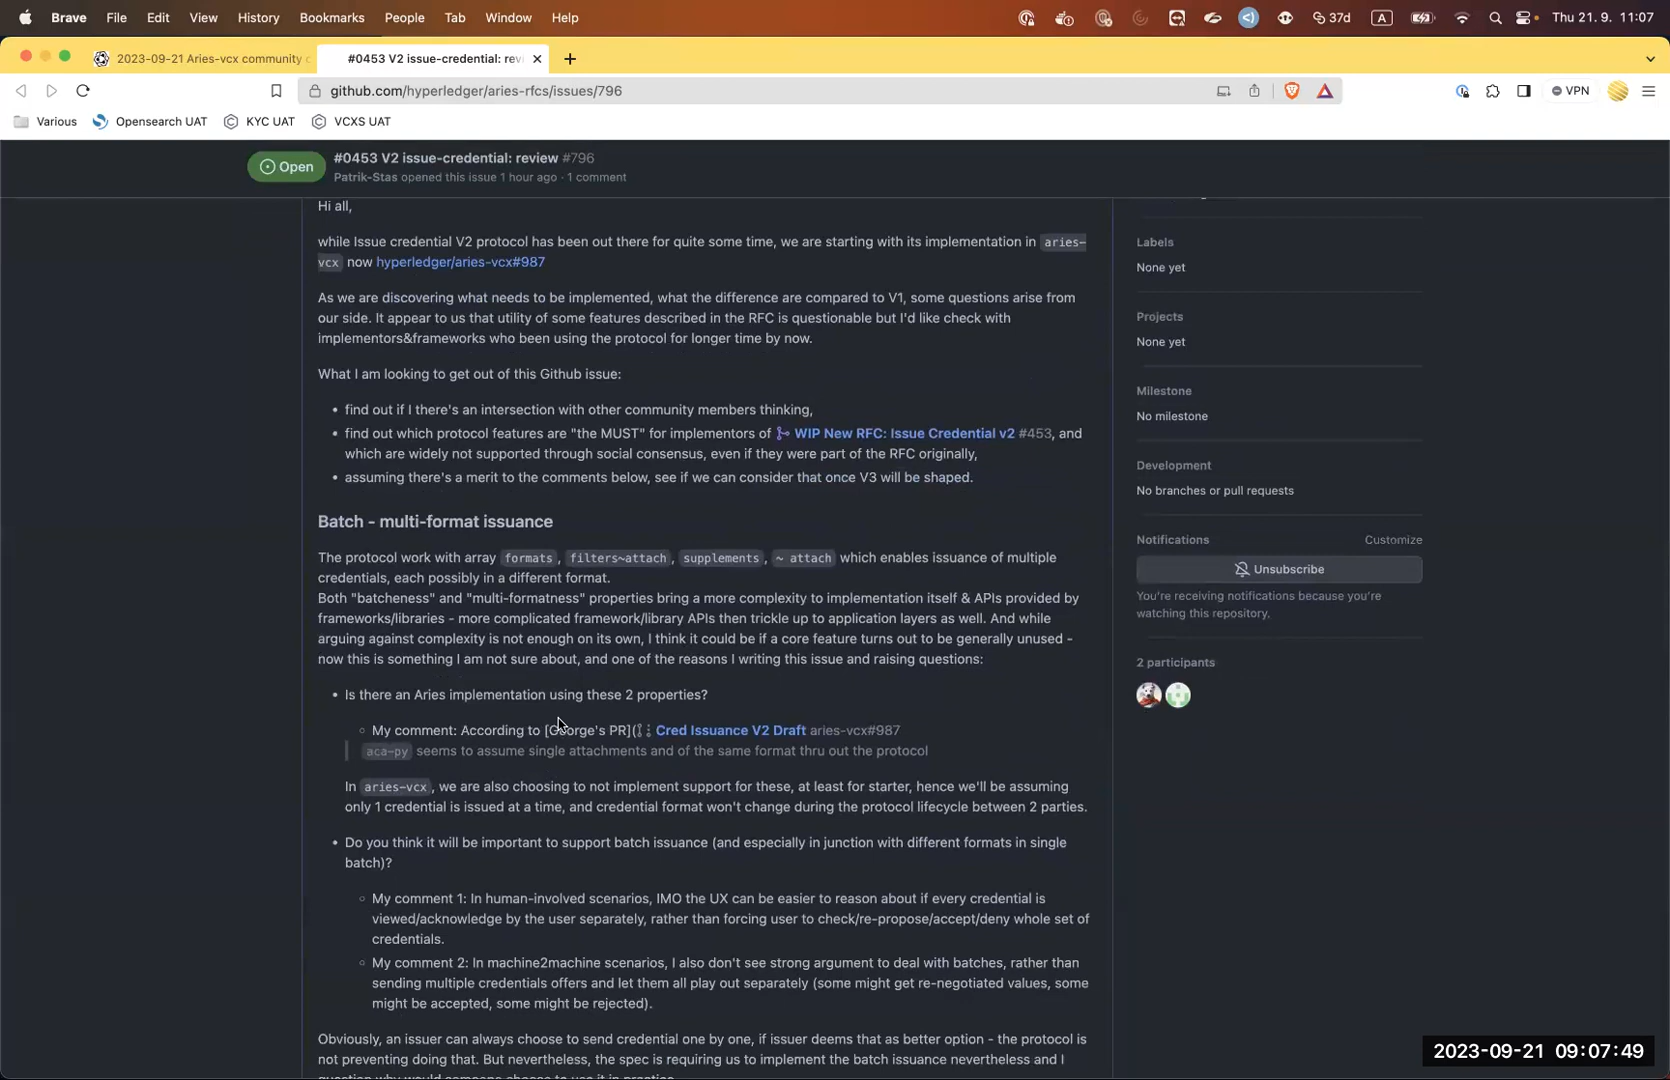 Brave File Edit View History Bookmarks People Tab Window Help 37d A Thu 21. 9. 11:07
2023-09-21 Aries-vcx community #0453 V2 issue-credential: rev
github.com/hyperledger/aries-rfcs/issues/796 VPN
Various Opensearch UAT KYC UAT VCXS UAT
Open
#0453 V2 issue-credential: review #796
Patrik-Stas opened this issue 1 hour ago · 1 comment
Hi all,
while Issue credential V2 protocol has been out there for quite some time, we are starting with its implementation in aries-
vcx now hyperledger/aries-vcx#987
As we are discovering what needs to be implemented, what the difference are compared to V1, some questions arise from
our side. It appear to us that utility of some features described in the RFC is questionable but I'd like check with
implementors&frameworks who been using the protocol for longer time by now.
What I am looking to get out of this Github issue:
• find out if I there's an intersection with other community members thinking,
• find out which protocol features are "the MUST" for implementors of WIP New RFC: Issue Credential v2 #453, and
which are widely not supported through social consensus, even if they were part of the RFC originally,
• assuming there's a merit to the comments below, see if we can consider that once V3 will be shaped.
Batch - multi-format issuance
The protocol work with array formats, filters~attach, supplements, ~ attach which enables issuance of multiple
credentials, each possibly in a different format.
Both "batcheness" and "multi-formatness" properties bring a more complexity to implementation itself & APIs provided by
frameworks/libraries - more complicated framework/library APIs then trickle up to application layers as well. And while
arguing against complexity is not enough on its own, I think it could be if a core feature turns out to be generally unused -
now this is something I am not sure about, and one of the reasons I writing this issue and raising questions:
• Is there an Aries implementation using these 2 properties?
◦ My comment: According to [George's PR]( Cred Issuance V2 Draft aries-vcx#987
aca-py seems to assume single attachments and of the same format thru out the protocol
In aries-vcx, we are also choosing to not implement support for these, at least for starter, hence we'll be assuming
only 1 credential is issued at a time, and credential format won't change during the protocol lifecycle between 2 parties.
• Do you think it will be important to support batch issuance (and especially in junction with different formats in single
batch)?
◦ My comment 1: In human-involved scenarios, IMO the UX can be easier to reason about if every credential is
viewed/acknowledge by the user separately, rather than forcing user to check/re-propose/accept/deny whole set of
credentials.
◦ My comment 2: In machine2machine scenarios, I also don't see strong argument to deal with batches, rather than
sending multiple credentials offers and let them all play out separately (some might get re-negotiated values, some
might be accepted, some might be rejected).
Obviously, an issuer can always choose to send credential one by one, if issuer deems that as better option - the protocol is
not preventing doing that. But nevertheless, the spec is requiring us to implement the batch issuance nevertheless and I
Labels
None yet
Projects
None yet
Milestone
No milestone
Development
No branches or pull requests
Notifications Customize
Unsubscribe
You're receiving notifications because you're
watching this repository.
2 participants
2023-09-21 09:07:49